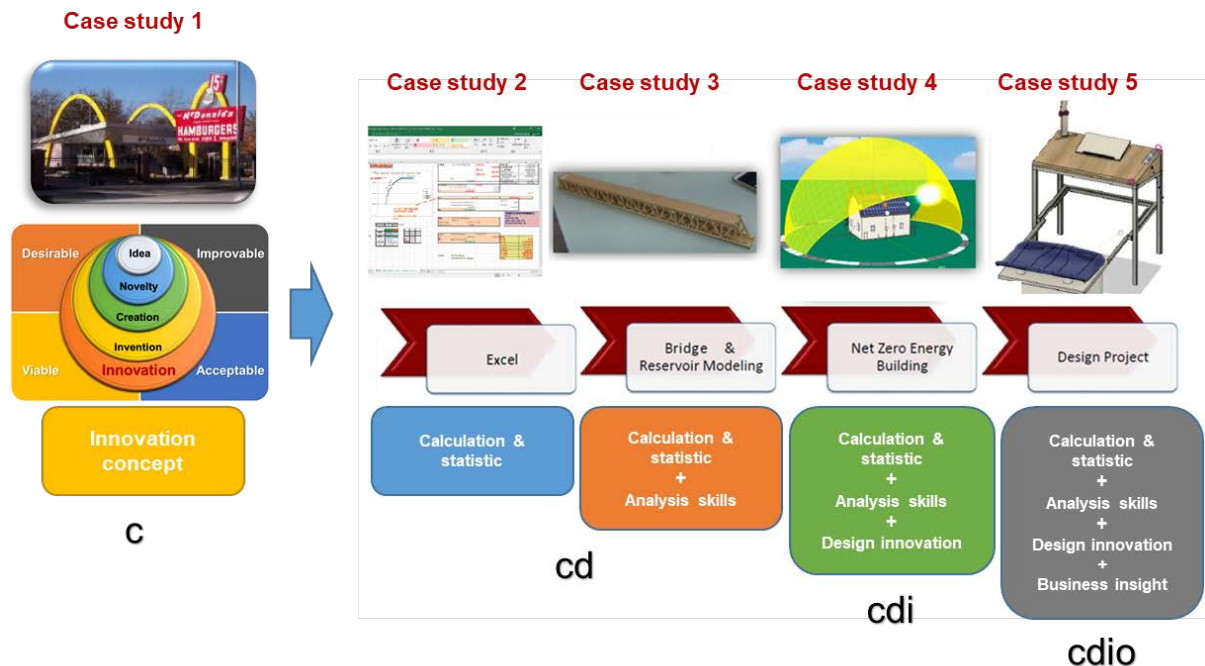 Case study 1
McDonald's
HAMBURGERS
Desirable
Improvable
Idea
Novelty
Creation
Invention
Innovation
Viable
Acceptable
Innovation
concept
c
Case study 2
Case study 3
Case study 4
Case study 5
Excel
Bridge &
Reservoir Modeling
Net Zero Energy
Building
Design Project
Calculation &
statistic
Calculation &
statistic
+
Analysis skills
Calculation &
statistic
+
Analysis skills
+
Design innovation
Calculation &
statistic
+
Analysis skills
+
Design innovation
+
Business insight
cd
cdi
cdio